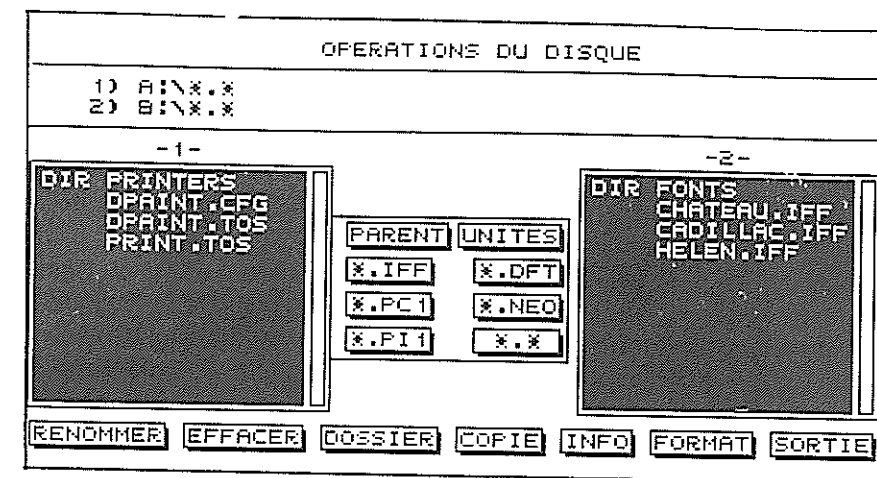 OPERATIONS DU DISQUE
1) A:\*.*
2) B:\*.*
-1-
DIR PRINTERS
DPAINT.CFG
DPAINT.TOS
PRINT.TOS
PARENT UNITES
*.IFF *.DFT
*.PC1 *.NEO
*.PI1 *.*
-2-
DIR FONTS
CHATEAU.IFF
CADILLAC.IFF
HELEN.IFF
RENOMMER EFFACER DOSSIER COPIE INFO FORMAT SORTIE